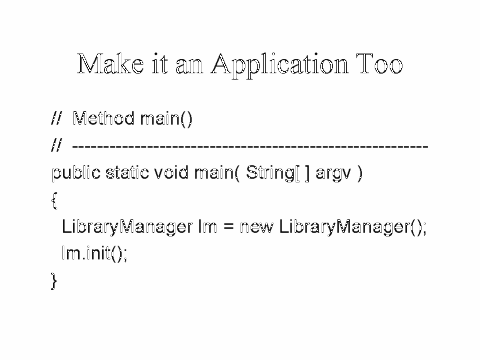 Make it an Application Too
// Method main()
// ---------------------------------------------------------
public static void main( String[ ] argv )
{
LibraryManager lm = new LibraryManager();
lm.init();
}